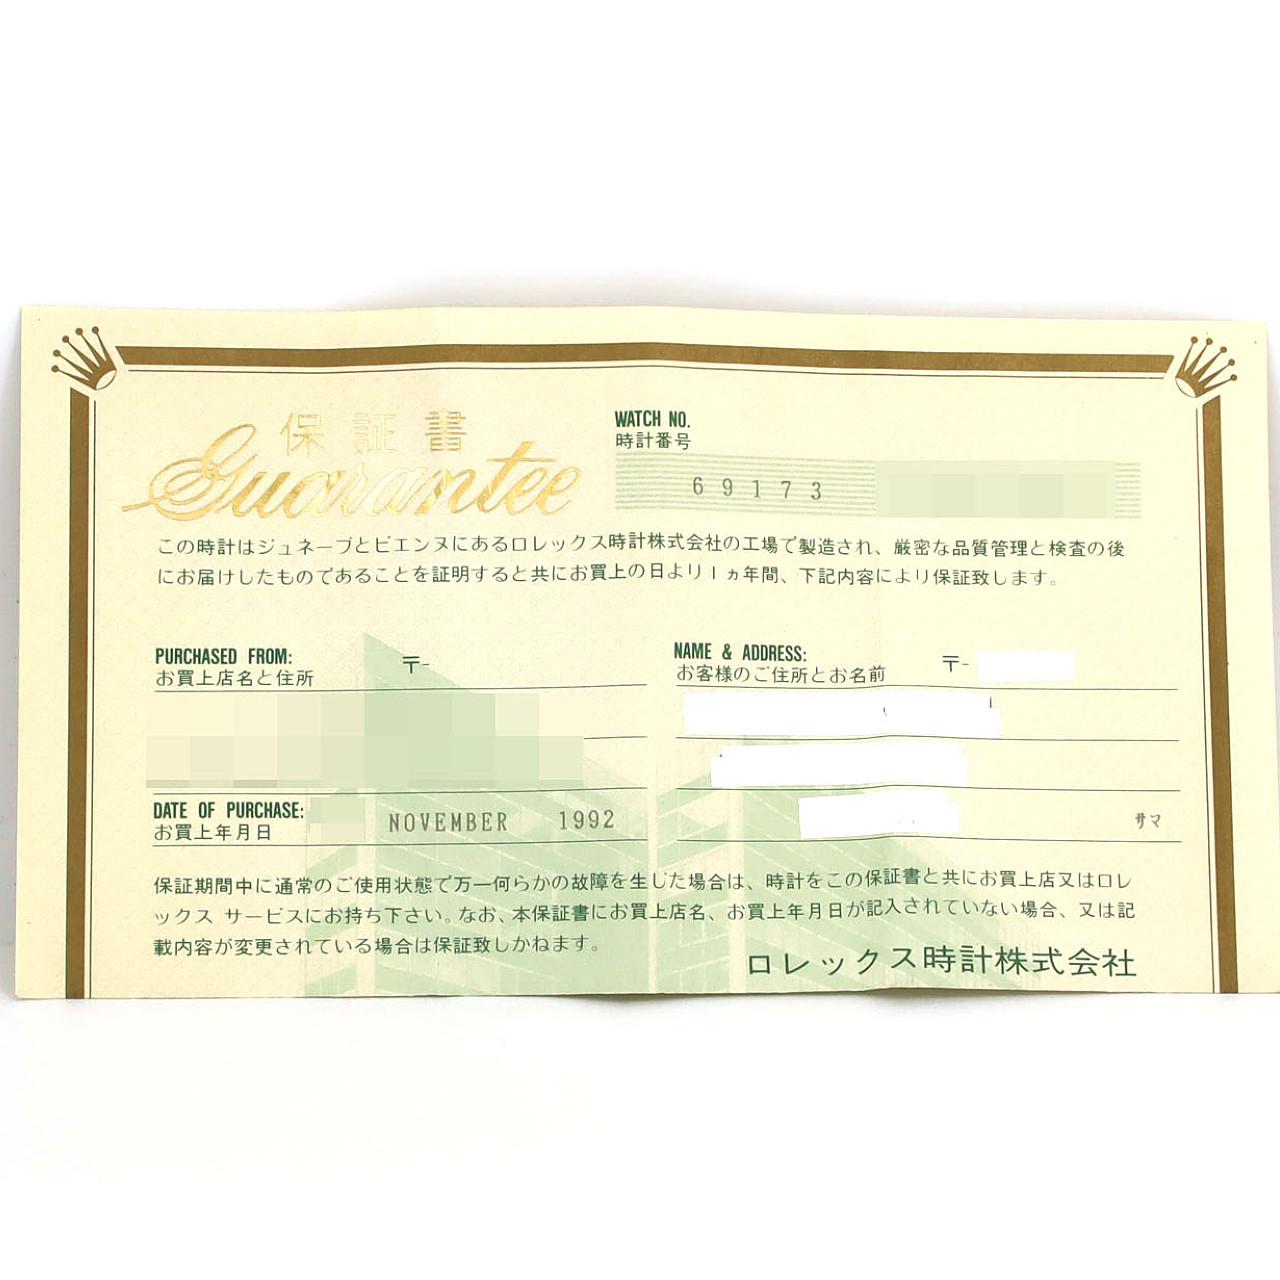 保証書
Guarantee
WATCH NO.
時計番号
69173
この時計はジュネーブとビエンヌにあるロレックス時計株式会社の工場で製造され、厳密な品質管理と検査の後
にお届けしたものであることを証明すると共にお買上の日より1ヵ年間、下記内容により保証致します。
PURCHASED FROM: 〒-
お買上店名と住所
NAME & ADDRESS: 〒-
お客様のご住所とお名前
DATE OF PURCHASE:
お買上年月日
NOVEMBER 1992
サマ
保証期間中に通常のご使用状態で万一何らかの故障を生じた場合は、時計をこの保証書と共にお買上店又はロレ
ックス サービスにお持ち下さい。なお、本保証書にお買上店名、お買上年月日が記入されていない場合、又は記
載内容が変更されている場合は保証致しかねます。
ロレックス時計株式会社